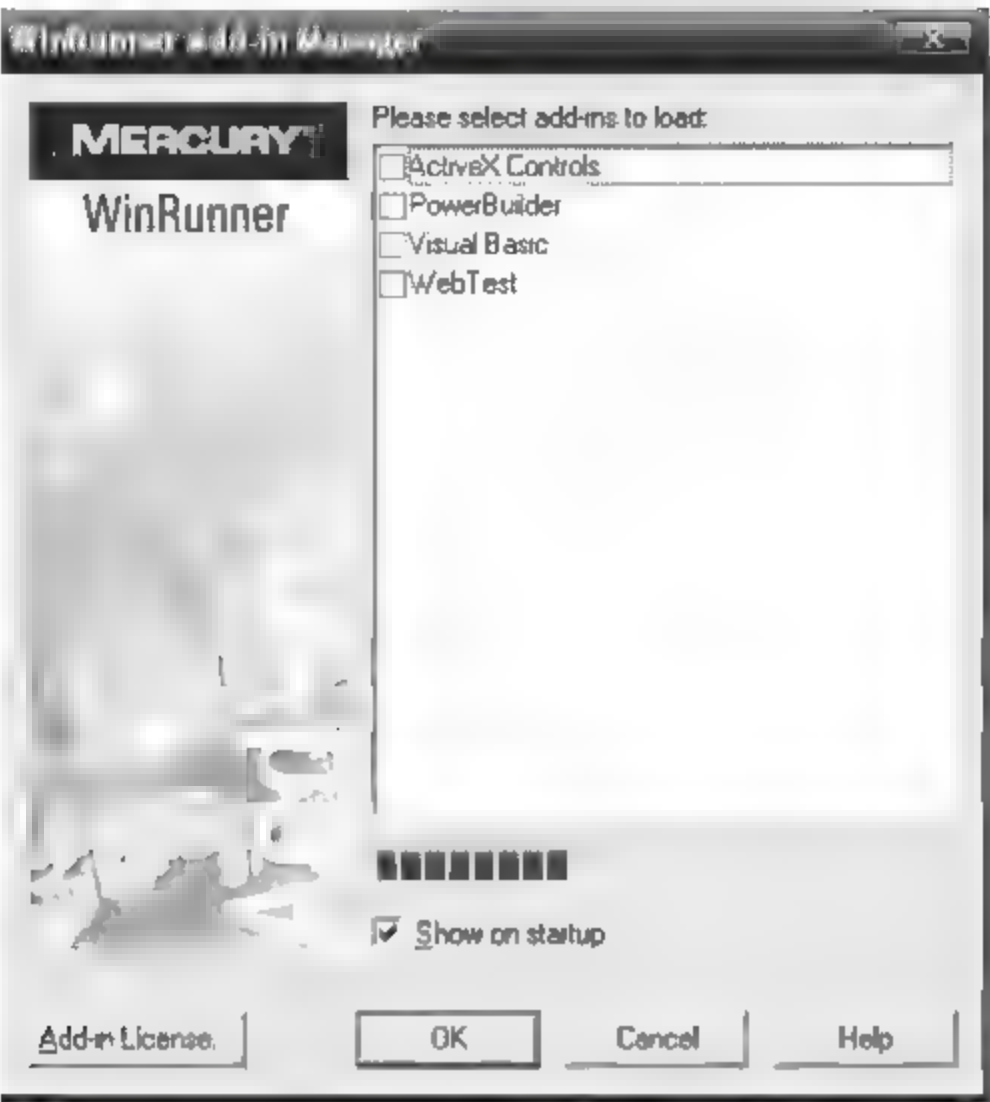 WinRunner Add-in Manager
MERCURY™
WinRunner
Please select add-ins to load:
ActiveX Controls
PowerBuilder
Visual Basic
WebTest
Show on startup
Add-in License.
OK
Cancel
Help